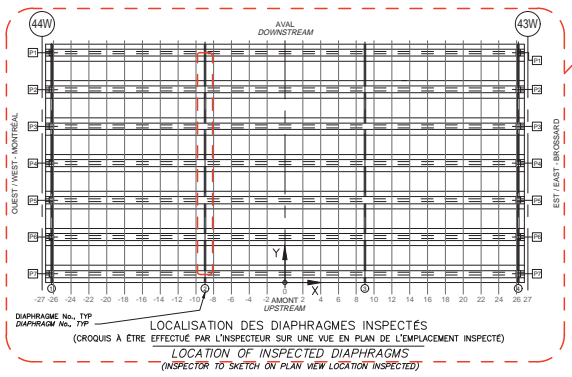 44W
AVAL
DOWNSTREAM
43W
P1
P1
P2
P2
P3
P3
P4
P4
P5
P5
P6
P6
P7
P7
OUEST / WEST - MONTRÉAL
EST / EAST - BROSSARD
Y
X
1
2
3
4
-27 -26 -24 -22 -20 -18 -16 -14 -12 -10 -8 -6 -4 -2 0 2 4 6 8 10 12 14 16 18 20 22 24 26 27
AMONT
UPSTREAM
DIAPHRAGME No., TYP
DIAPHRAGM No., TYP
LOCALISATION DES DIAPHRAGMES INSPECTÉS
(CROQUIS À ÊTRE EFFECTUÉ PAR L'INSPECTEUR SUR UNE VUE EN PLAN DE L'EMPLACEMENT INSPECTÉ)
LOCATION OF INSPECTED DIAPHRAGMS
(INSPECTOR TO SKETCH ON PLAN VIEW LOCATION INSPECTED)